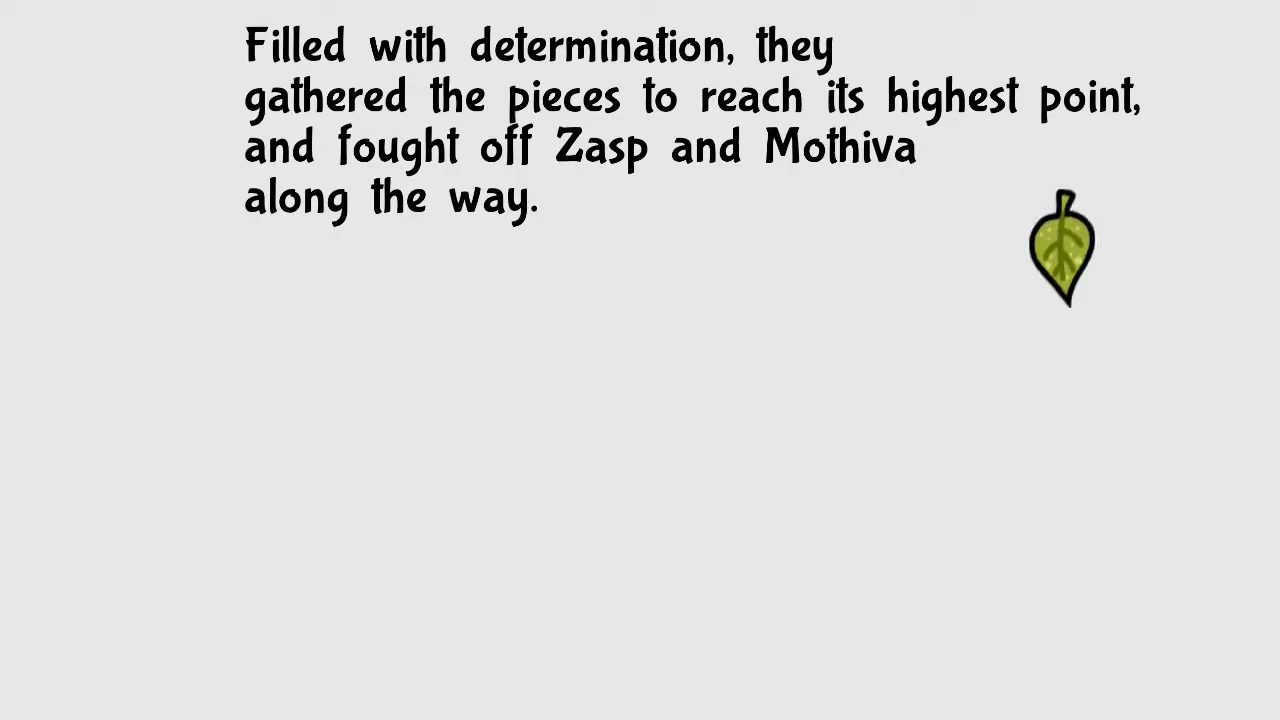 Filled with determination, they
gathered the pieces to reach its highest point,
and fought off Zasp and Mothiva
along the way.